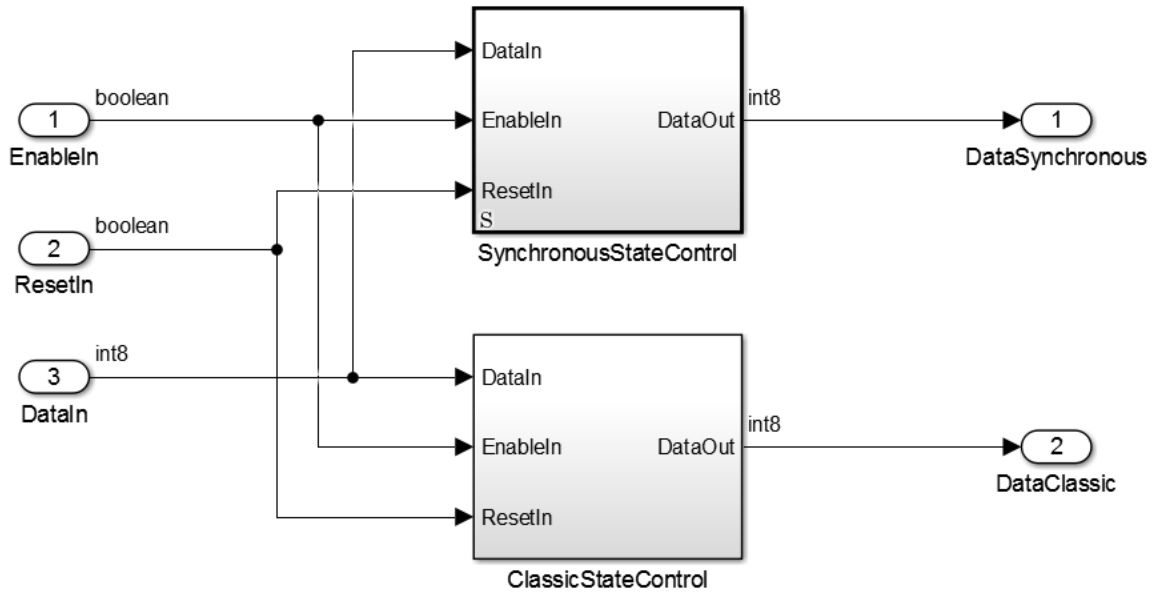 DataIn
boolean
1
EnableIn
EnableIn
DataOut
int8
1
DataSynchronous
ResetIn
S
SynchronousStateControl
boolean
2
ResetIn
int8
3
DataIn
DataIn
EnableIn
DataOut
int8
2
DataClassic
ResetIn
ClassicStateControl